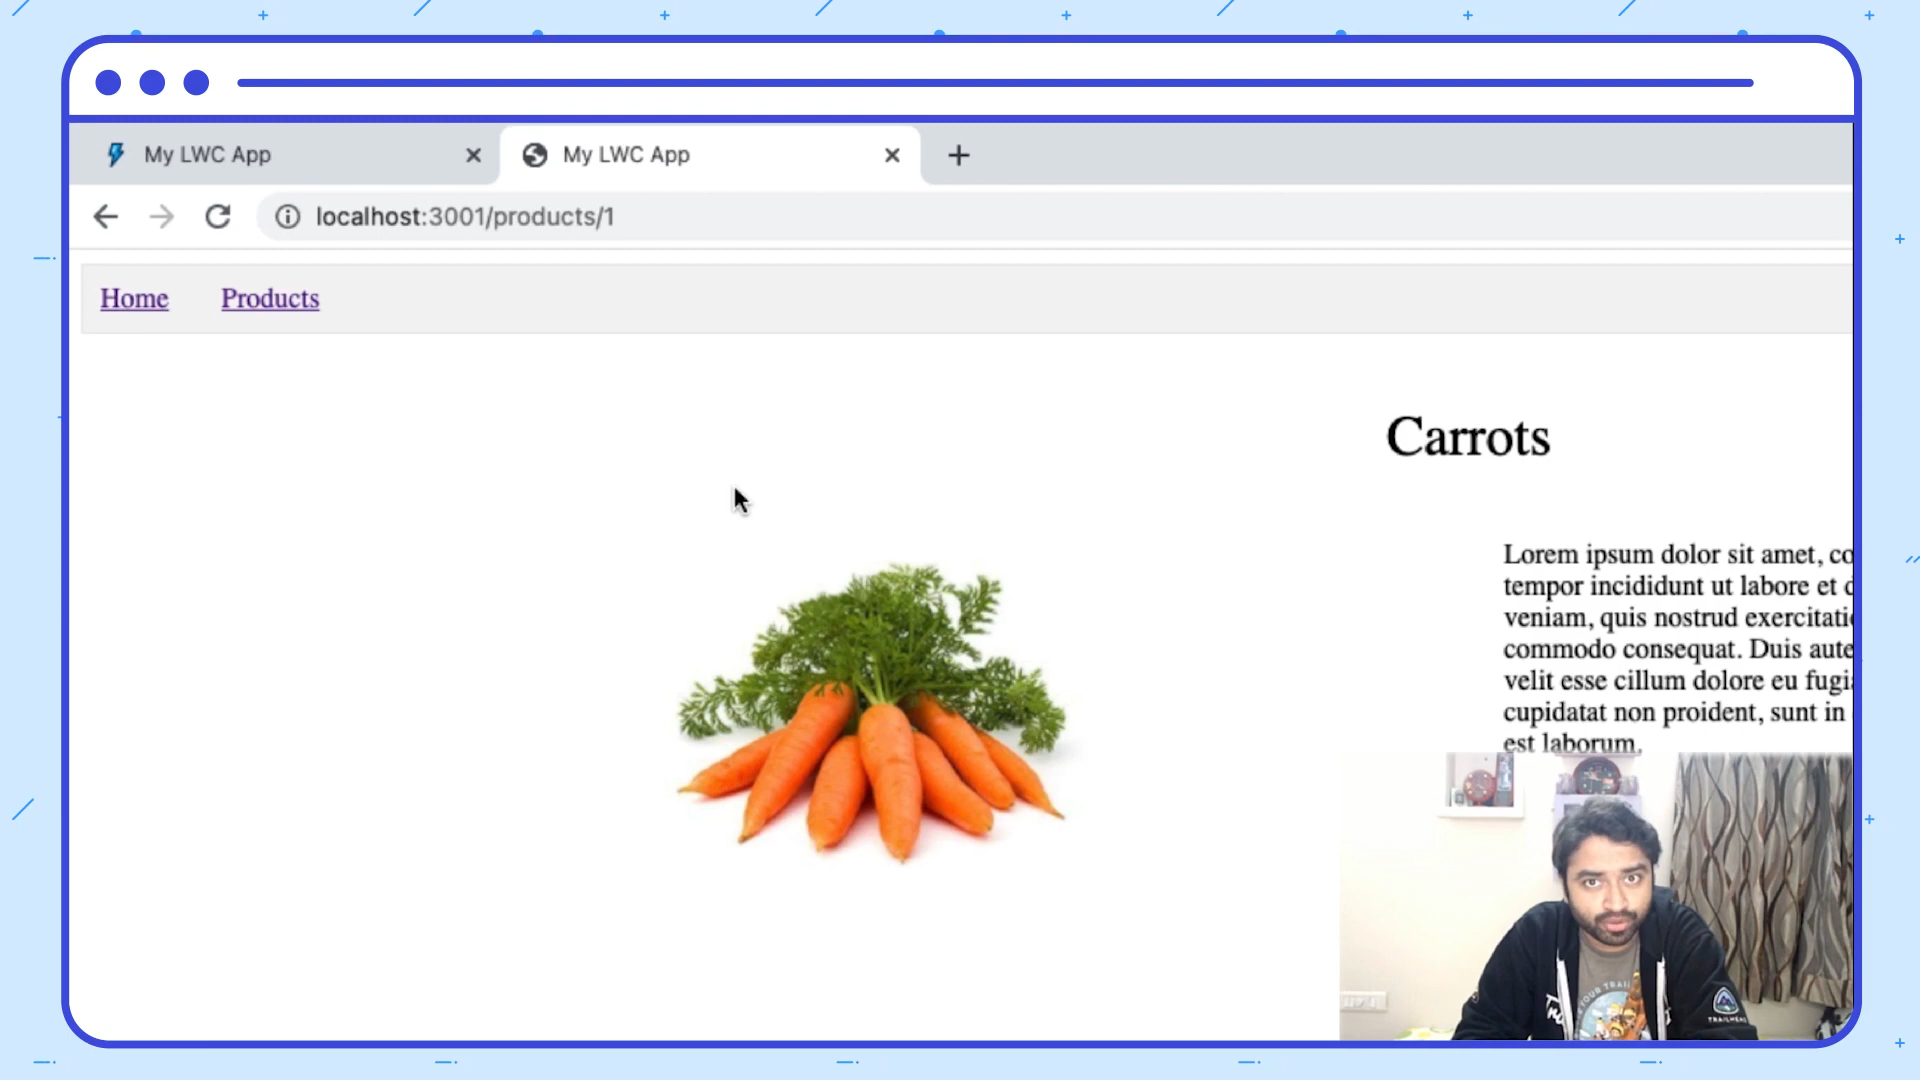 My LWC App
My LWC App
localhost:3001/products/1
Home
Products
Carrots
Lorem ipsum dolor sit amet, co
tempor incididunt ut labore et d
veniam, quis nostrud exercitati
commodo consequat. Duis aute
velit esse cillum dolore eu fugi
cupidatat non proident, sunt in
est laborum.